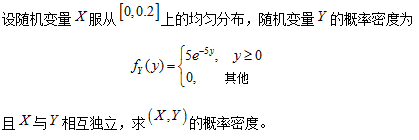 设随机变量X服从[0,0.2]上的均匀分布，随机变量Y的概率密度为
f_Y(y)={5e^{-5y}, y≥0
0, 其他
且X与Y相互独立，求(X,Y)的概率密度。